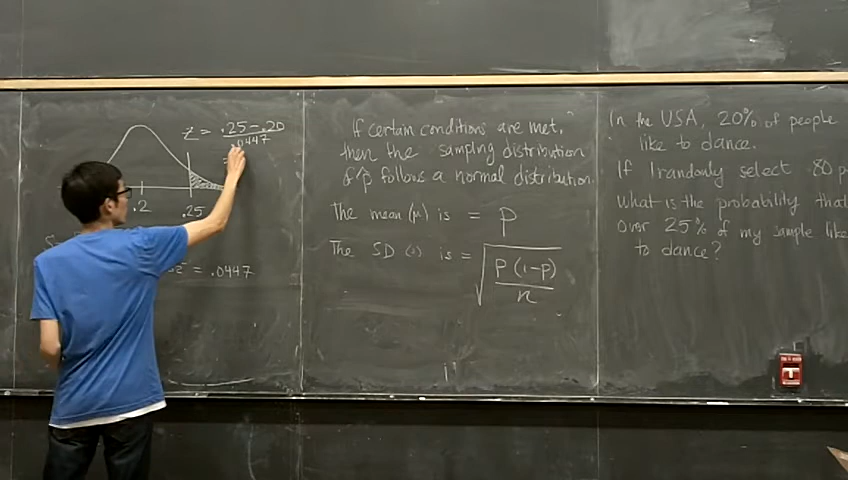 z = .25 - .20
.0447
.2
.25
= .0447
If certain conditions are met,
then the sampling distribution
of p̂ follows a normal distribution.
The mean (μ) is = P
The SD is =
P(1-p)
n
In the USA, 20% of people
like to dance.
If I randomly select 80
What is the probability that
over 25% of my sample like
to dance?